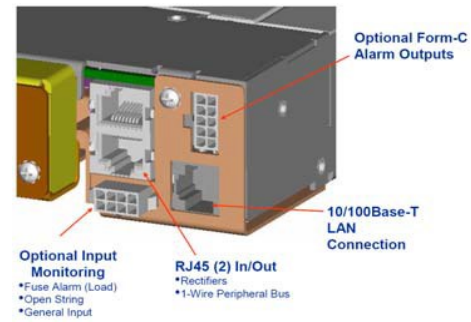 Optional Form-C
Alarm Outputs
10/100Base-T
LAN
Connection
Optional Input
Monitoring
•Fuse Alarm (Load)
•Open String
•General Input
RJ45 (2) In/Out
•Rectifiers
•1-Wire Peripheral Bus